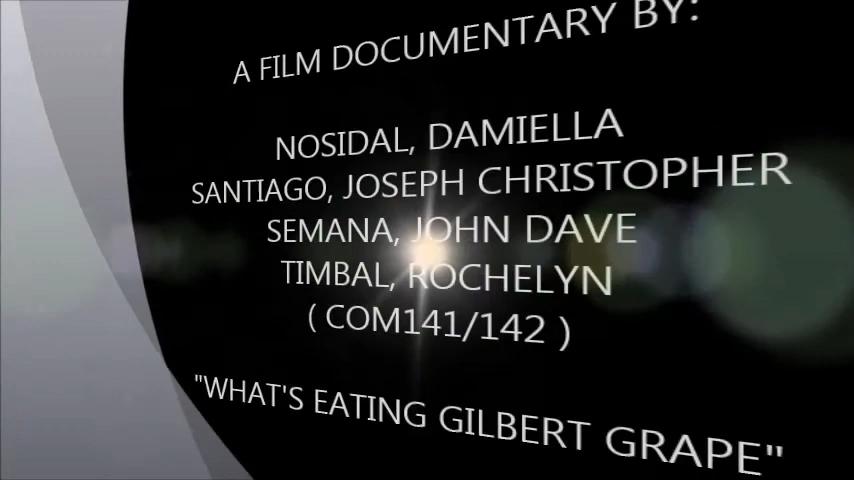 A FILM DOCUMENTARY BY:
NOSIDAL, DAMIELLA
SANTIAGO, JOSEPH CHRISTOPHER
SEMANA, JOHN DAVE
TIMBAL, ROCHELYN
( COM141/142 )
"WHAT'S EATING GILBERT GRAPE"